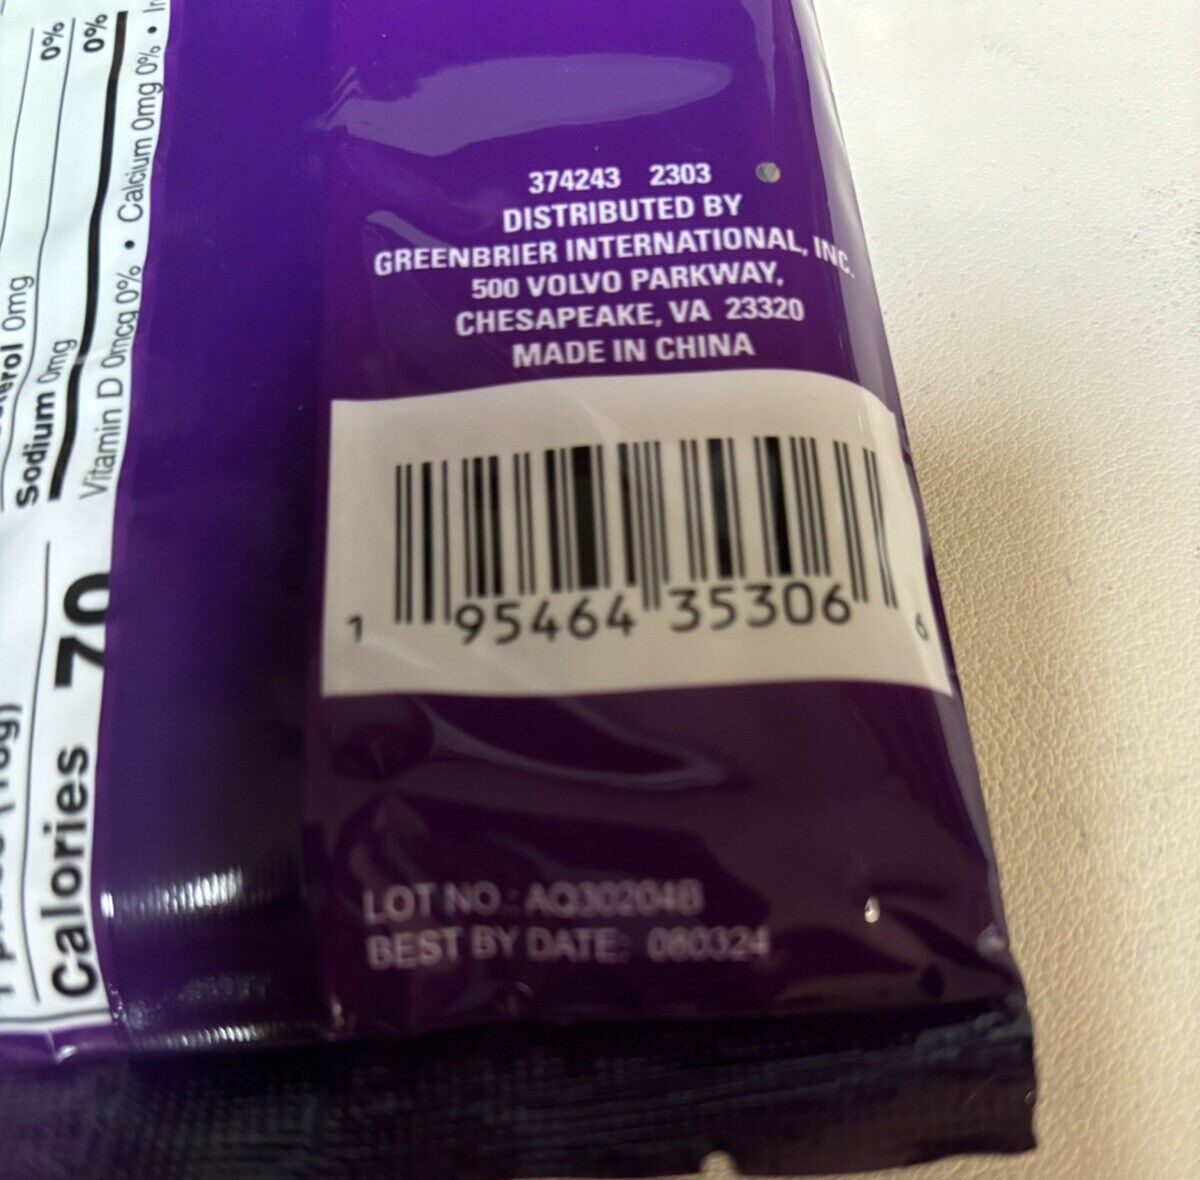 374243 2303
DISTRIBUTED BY
GREENBRIER INTERNATIONAL, INC.
500 VOLVO PARKWAY,
CHESAPEAKE, VA 23320
MADE IN CHINA
1 95464 35306 6
LOT NO.: AQ30204B
BEST BY DATE: 080324
Calories 70
0mg 0%
Sodium 0mg 0%
Vitamin D 0mcg 0% • Calcium 0mg 0% •